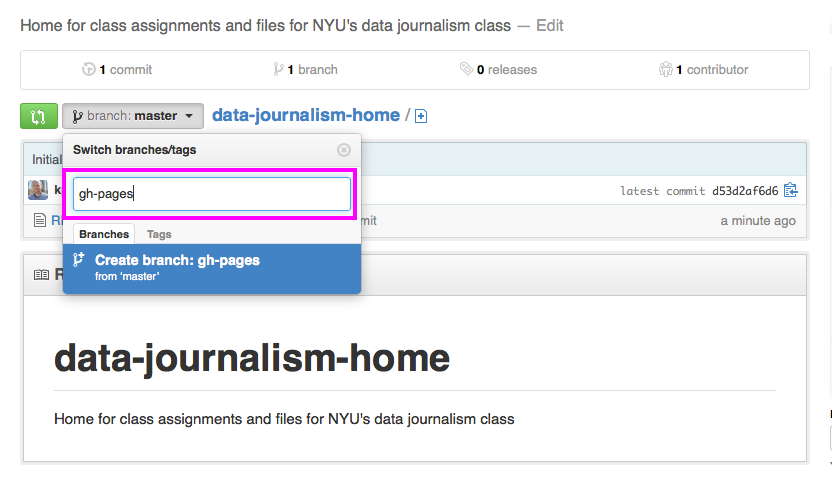 Home for class assignments and files for NYU's data journalism class — Edit
1 commit 1 branch 0 releases 1 contributor
branch: master data-journalism-home /
Switch branches/tags
Initial
gh-pages
k latest commit d53d2af6d6
R mit a minute ago
Branches Tags
Create branch: gh-pages
from 'master'
R
data-journalism-home
Home for class assignments and files for NYU's data journalism class